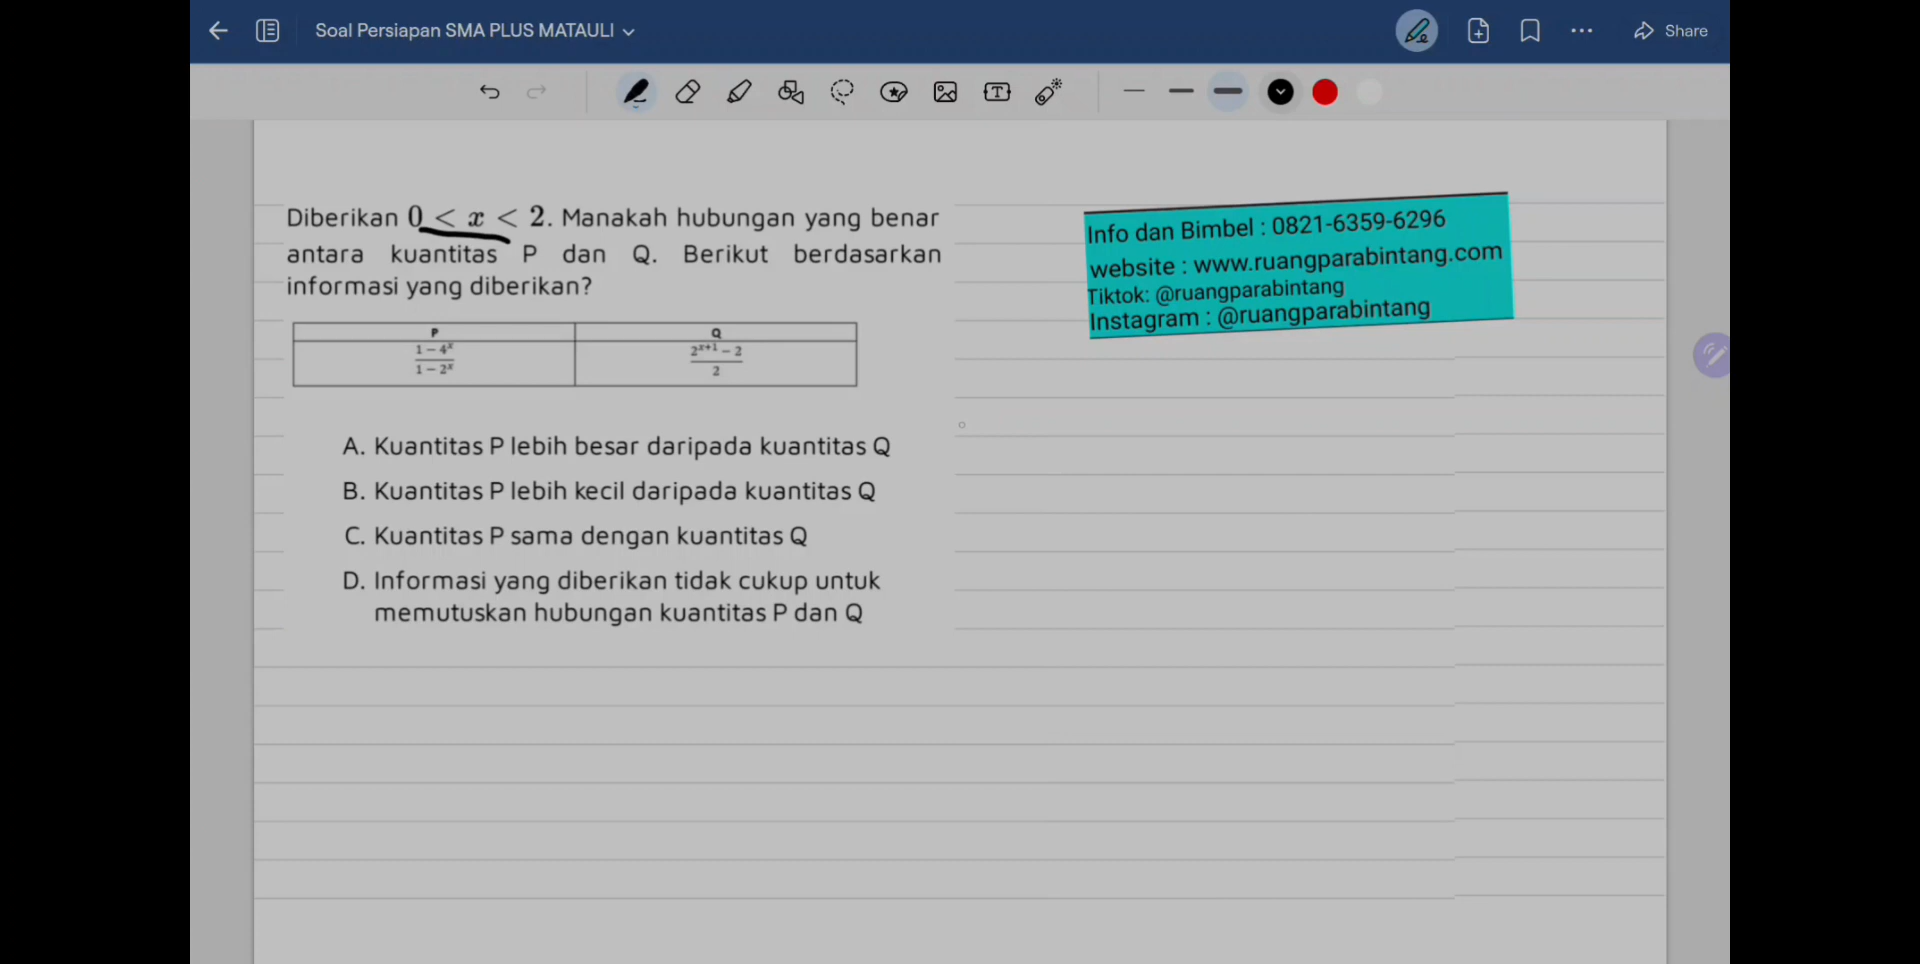 Soal Persiapan SMA PLUS MATAULI
Share
Diberikan 0 < x < 2. Manakah hubungan yang benar
antara kuantitas P dan Q. Berikut berdasarkan
informasi yang diberikan?
P Q
1 − 4ˣ
1 − 2ˣ
2ˣ⁺¹ − 2
2
A. Kuantitas P lebih besar daripada kuantitas Q
B. Kuantitas P lebih kecil daripada kuantitas Q
C. Kuantitas P sama dengan kuantitas Q
D. Informasi yang diberikan tidak cukup untuk
memutuskan hubungan kuantitas P dan Q
Info dan Bimbel : 0821-6359-6296
website : www.ruangparabintang.com
Tiktok: @ruangparabintang
Instagram : @ruangparabintang